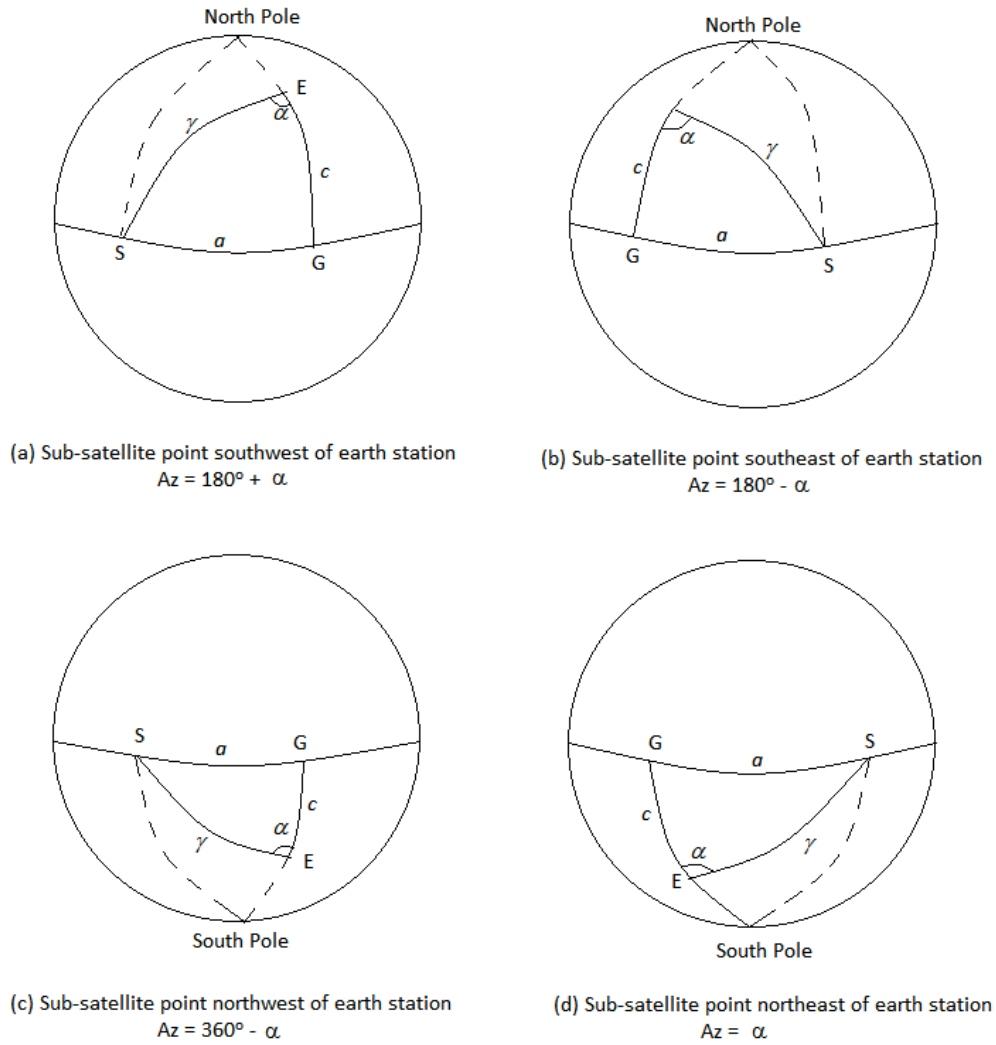 North Pole
E
α
γ
c
S
a
G
(a) Sub-satellite point southwest of earth station
Az = 180° + α
North Pole
α
γ
c
a
G
S
(b) Sub-satellite point southeast of earth station
Az = 180° - α
S
a
G
c
α
γ
E
South Pole
(c) Sub-satellite point northwest of earth station
Az = 360° - α
G
S
a
c
α
γ
E
South Pole
(d) Sub-satellite point northeast of earth station
Az = α